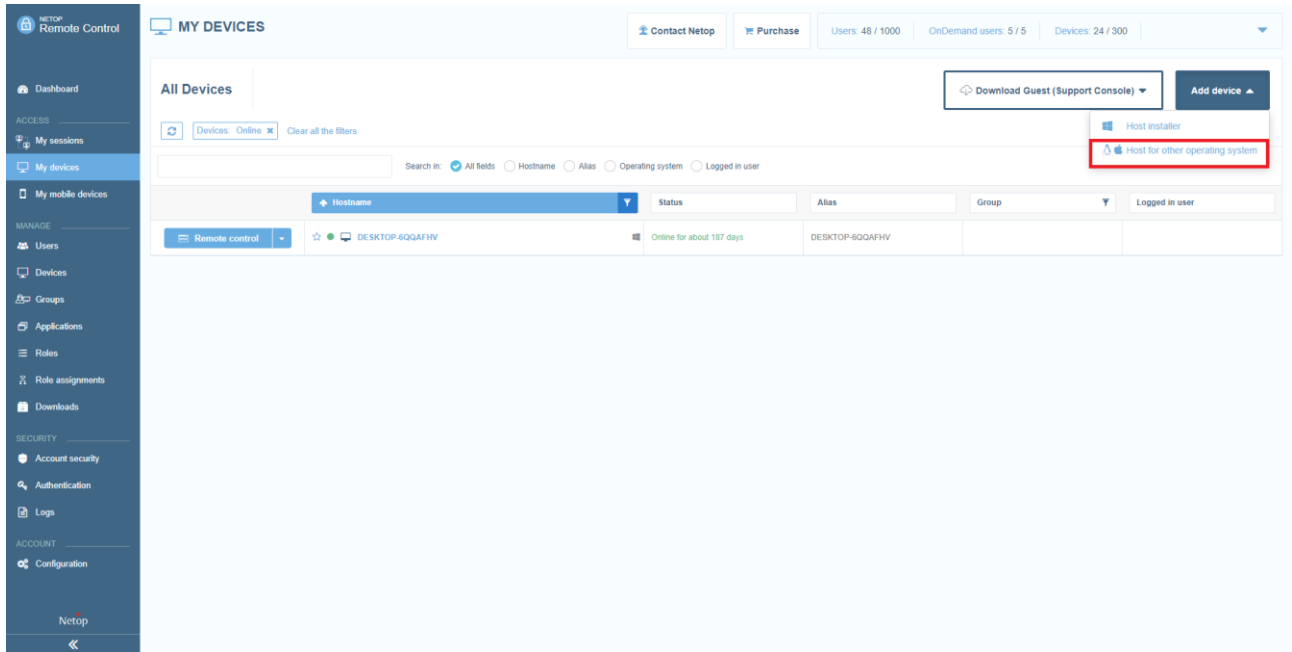 NETOP
Remote Control
MY DEVICES
Contact Netop
Purchase
Users: 48 / 1000
OnDemand users: 5 / 5
Devices: 24 / 300
Dashboard
ACCESS
My sessions
My devices
My mobile devices
MANAGE
Users
Devices
Groups
Applications
Roles
Role assignments
Downloads
SECURITY
Account security
Authentication
Logs
ACCOUNT
Configuration
Netop
All Devices
Download Guest (Support Console)
Add device
Host installer
Host for other operating system
Devices: Online
Clear all the filters
Search in: All fields Hostname Alias Operating system Logged in user
Hostname Status Alias Group Logged in user
Remote control DESKTOP-6QQAFHV Online for about 187 days DESKTOP-6QQAFHV